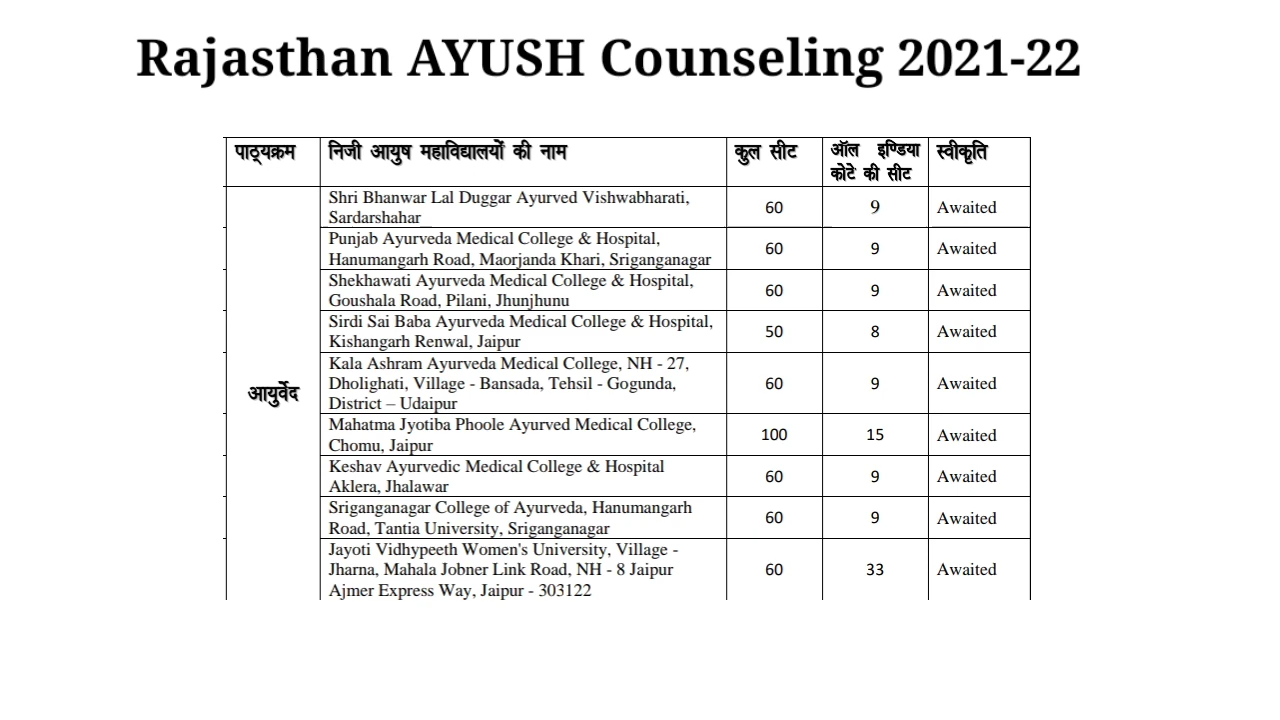 Rajasthan AYUSH Counseling 2021-22
पाठ्यक्रम निजी आयुष महाविद्यालयों की नाम कुल सीट ऑल इण्डिया स्वीकृति
कोटे की सीट
Shri Bhanwar Lal Duggar Ayurved Vishwabharati,
Sardarshahar 60 9 Awaited
Punjab Ayurveda Medical College & Hospital,
Hanumangarh Road, Maorjanda Khari, Sriganganagar 60 9 Awaited
Shekhawati Ayurveda Medical College & Hospital,
Goushala Road, Pilani, Jhunjhunu 60 9 Awaited
Sirdi Sai Baba Ayurveda Medical College & Hospital,
Kishangarh Renwal, Jaipur 50 8 Awaited
Kala Ashram Ayurveda Medical College, NH - 27,
Dholighati, Village - Bansada, Tehsil - Gogunda, 60 9 Awaited
आयुर्वेद
District – Udaipur
Mahatma Jyotiba Phoole Ayurved Medical College,
Chomu, Jaipur 100 15 Awaited
Keshav Ayurvedic Medical College & Hospital
Aklera, Jhalawar 60 9 Awaited
Sriganganagar College of Ayurveda, Hanumangarh
Road, Tantia University, Sriganganagar 60 9 Awaited
Jayoti Vidhypeeth Women's University, Village -
Jharna, Mahala Jobner Link Road, NH - 8 Jaipur 60 33 Awaited
Ajmer Express Way, Jaipur - 303122